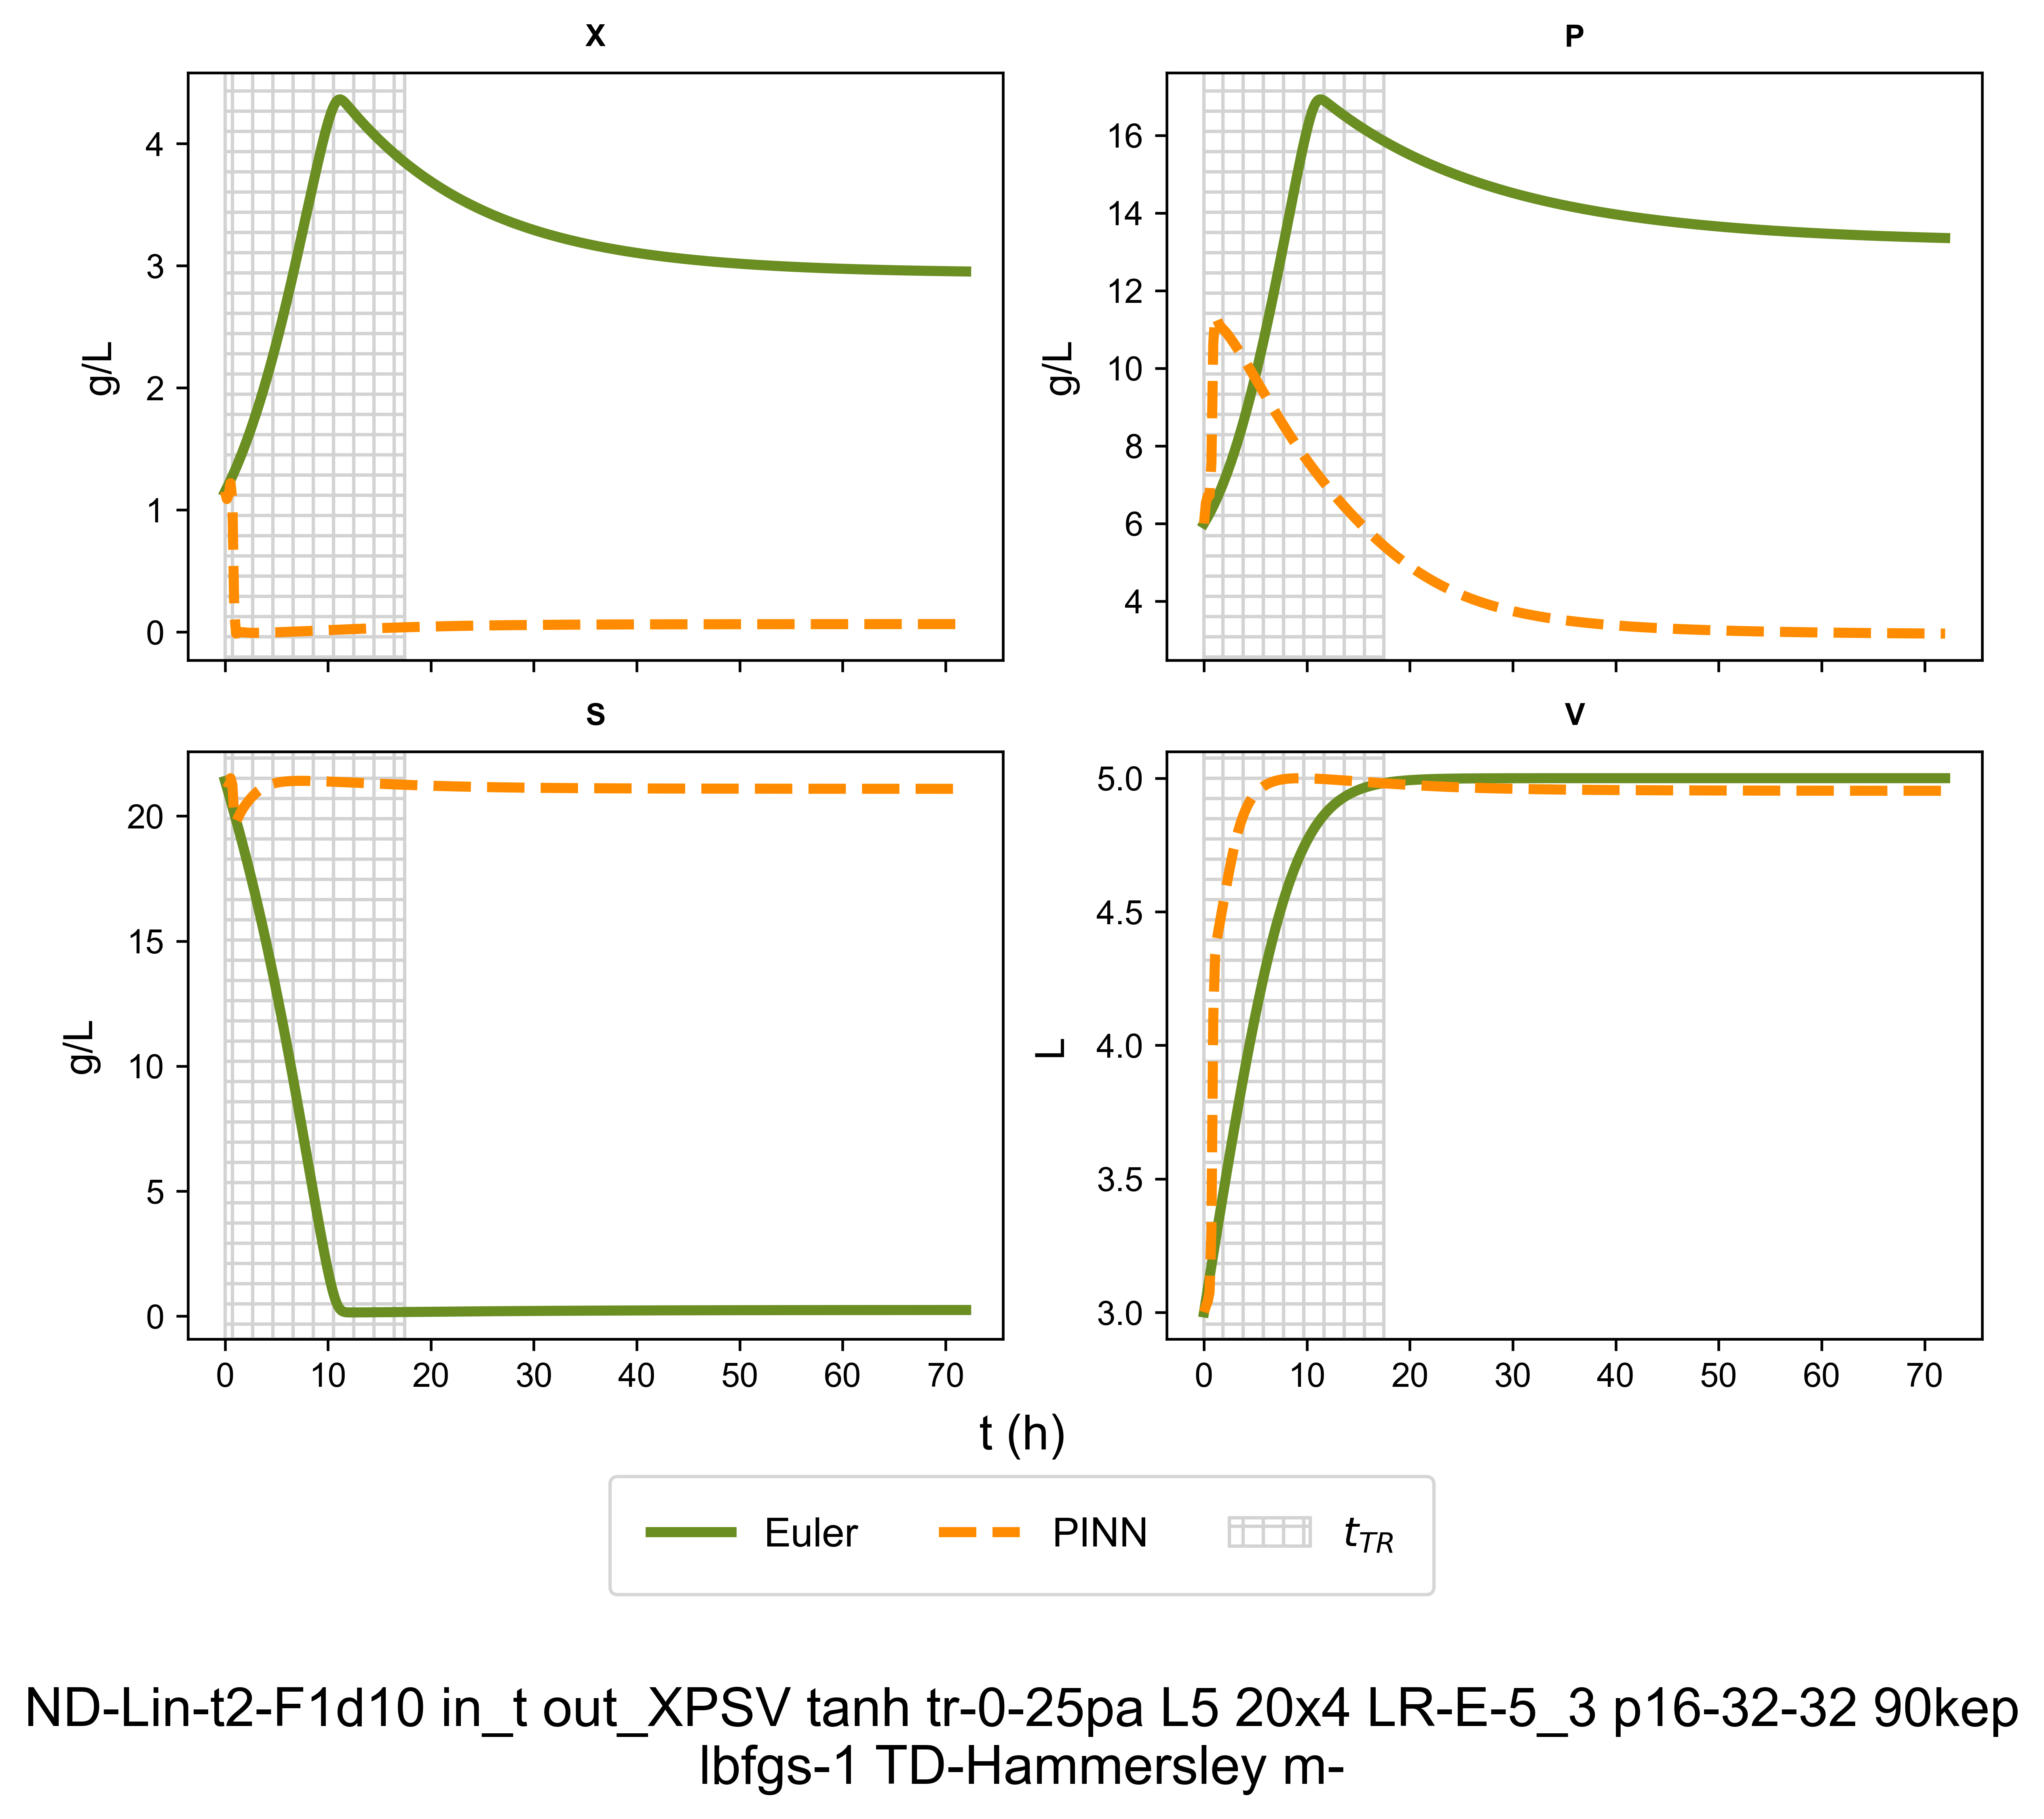 X
P
4
3
2
1
0
g/L
16
14
12
10
8
6
4
g/L
S
V
20
15
10
5
0
g/L
5.0
4.5
4.0
3.5
3.0
L
0 10 20 30 40 50 60 70
0 10 20 30 40 50 60 70
t (h)
Euler PINN t_TR
ND-Lin-t2-F1d10 in_t out_XPSV tanh tr-0-25pa L5 20x4 LR-E-5_3 p16-32-32 90kep
lbfgs-1 TD-Hammersley m-